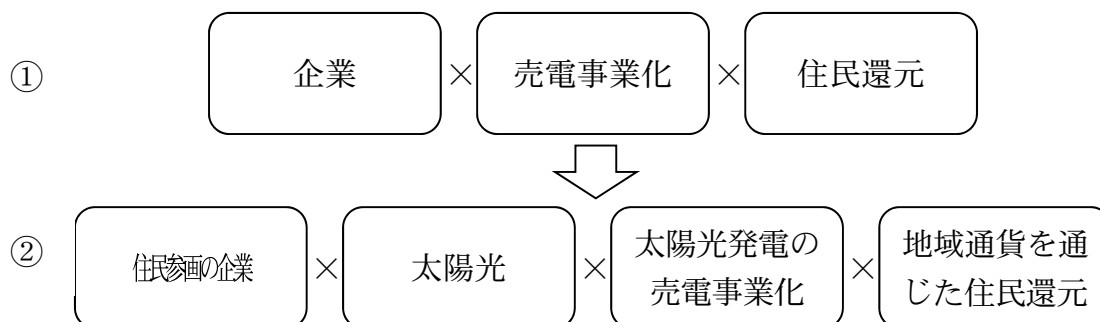 ① 企業 × 売電事業化 × 住民還元
② 住民参画の企業 × 太陽光 × 太陽光発電の
売電事業化 × 地域通貨を通
じた住民還元